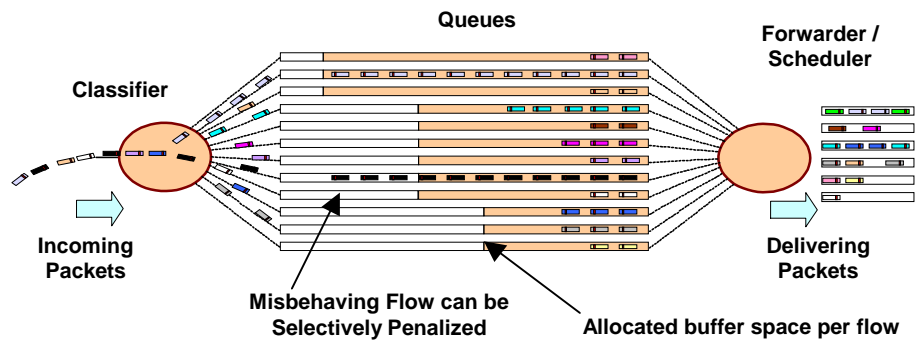 Queues
Forwarder /
Scheduler
Classifier
Incoming
Packets
Delivering
Packets
Misbehaving Flow can be
Selectively Penalized
Allocated buffer space per flow